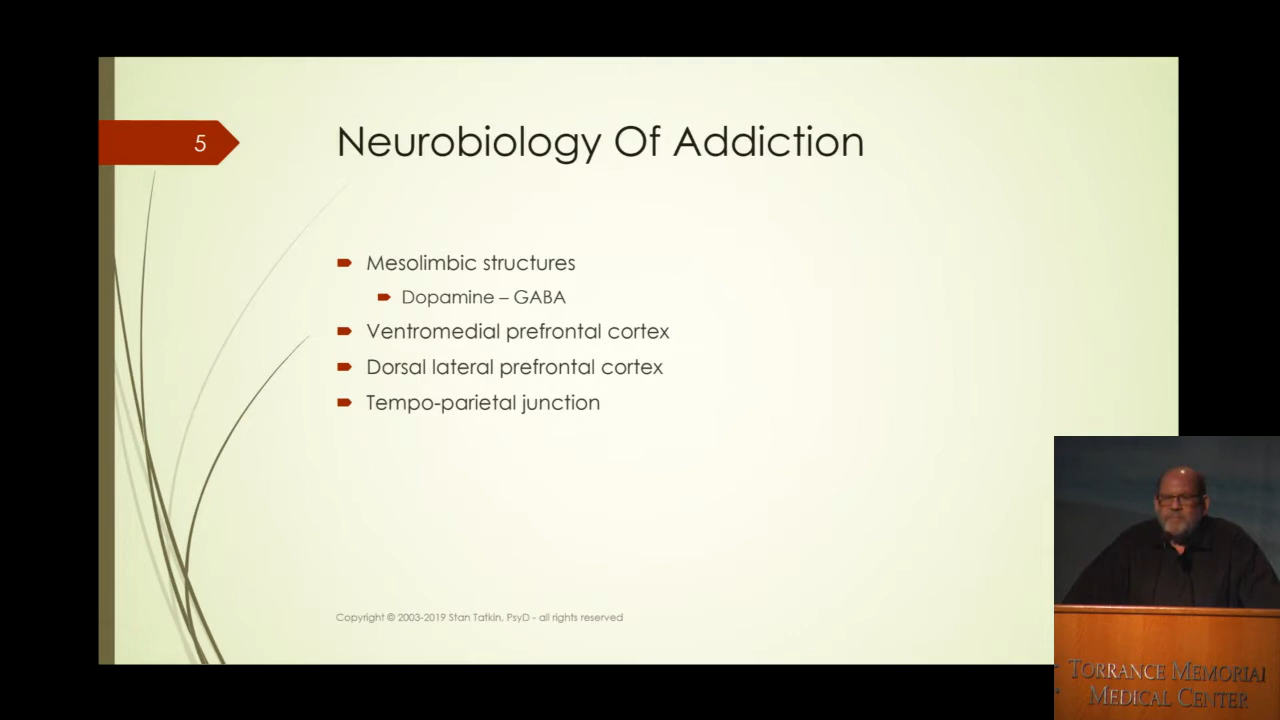 5
Neurobiology Of Addiction
Mesolimbic structures
Dopamine – GABA
Ventromedial prefrontal cortex
Dorsal lateral prefrontal cortex
Tempo-parietal junction
Copyright © 2003-2019 Stan Tatkin, PsyD - all rights reserved
TORRANCE MEMORIAL
MEDICAL CENTER